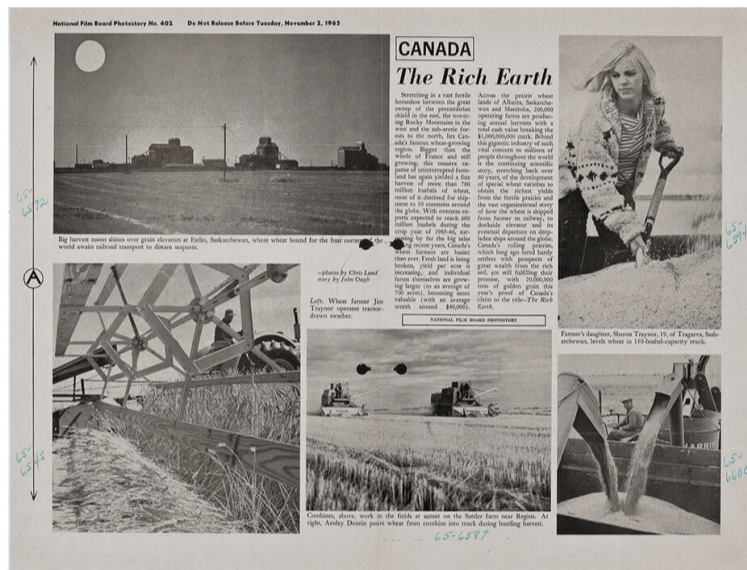 National Film Board Photostory No. 402 Do Not Release Before Tuesday, November 2, 1965
CANADA
The Rich Earth
Stretching in a vast fertile
horseshoe between the great
sweep of the precambrian
shield in the east, the tower-
ing Rocky Mountains in the
west and the sub-arctic for-
ests to the north, lies Can-
ada's famous wheat-growing
region. Bigger than the
whole of France and still
growing, this massive ex-
panse of uninterrupted farm-
land has again yielded a fine
harvest of more than 700
million bushels of wheat,
most of it destined for ship-
ment to 70 countries around
the globe. With overseas ex-
ports expected to reach 600
million bushels during the
crop year of 1965-66, sur-
passing by far the big sales
of recent years, Canada's
wheat farmers are busier
than ever. Fresh land is being
broken, yield per acre is
increasing, and individual
farms themselves are grow-
ing larger (to an average of
700 acres), becoming more
valuable (with an average
worth around $40,000).
Across the prairie wheat
lands of Alberta, Saskatche-
wan and Manitoba, 200,000
operating farms are produc-
ing annual harvests with a
total cash value breaking the
$1,000,000,000 mark. Behind
this gigantic industry of such
vital concern to millions of
people throughout the world
is the continuing scientific
story, stretching back over
60 years, of the development
of special wheat varieties to
obtain the richest yields
from the fertile prairies and
the vast organizational story
of how the wheat is shipped
from farmer to railway, to
dockside elevator and its
eventual departure on deep-
laden ships around the globe.
Canada's rolling prairies,
which long ago lured hardy
settlers with prospects of
great wealth from the rich
soil, are still fulfilling their
promise, with 20,000,000
tons of golden grain this
year's proof of Canada's
claim to the title—The Rich
Earth.
NATIONAL FILM BOARD PHOTOSTORY
Big harvest moon shines over grain elevators at Estlin, Saskatchewan, where wheat bound for the four corners of the
world awaits railroad transport to distant seaports.
—photos by Chris Lund
story by John Ough
Left: Wheat farmer Jim
Traynor operates tractor-
drawn swather.
Farmer's daughter, Sharon Traynor, 19, of Tregarva, Sask-
atchewan, levels wheat in 150-bushel-capacity truck.
Combines, above, work in the fields at sunset on the Sattler farm near Regina. At
right, Ansley Denzin pours wheat from combine into truck during bustling harvest.
65-
6572
A
65-
6545
65-6587
65-
65-
6600